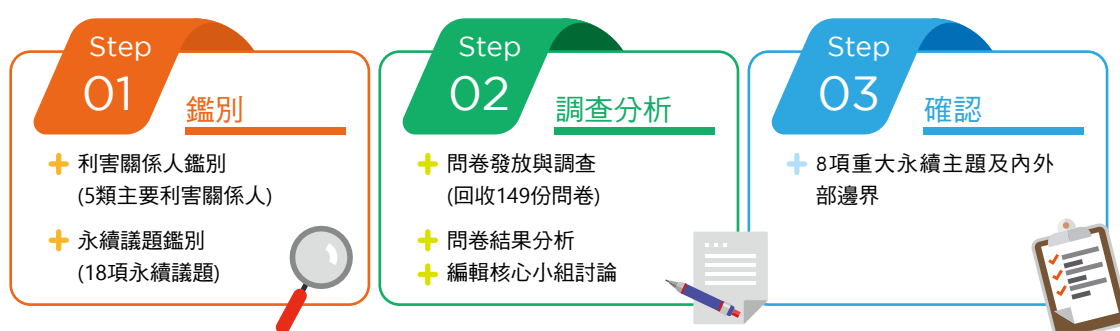 Step
01
鑑別
利害關係人鑑別
(5類主要利害關係人)
永續議題鑑別
(18項永續議題)
Step
02
調查分析
問卷發放與調查
(回收149份問卷)
問卷結果分析
編輯核心小組討論
Step
03
確認
8項重大永續主題及內外
部邊界